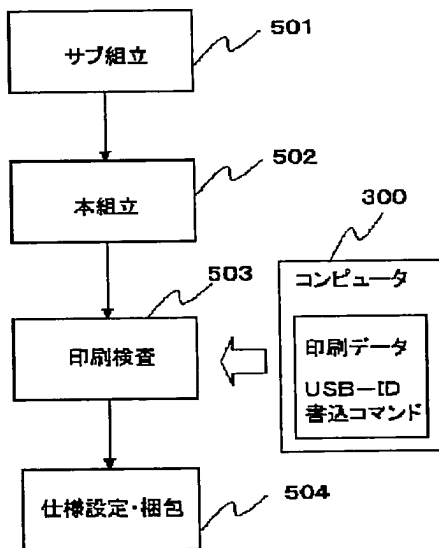 サブ組立
501
本組立
502
印刷検査
503
300
コンピュータ
印刷データ
USB-ID
書込コマンド
仕様設定・梱包
504